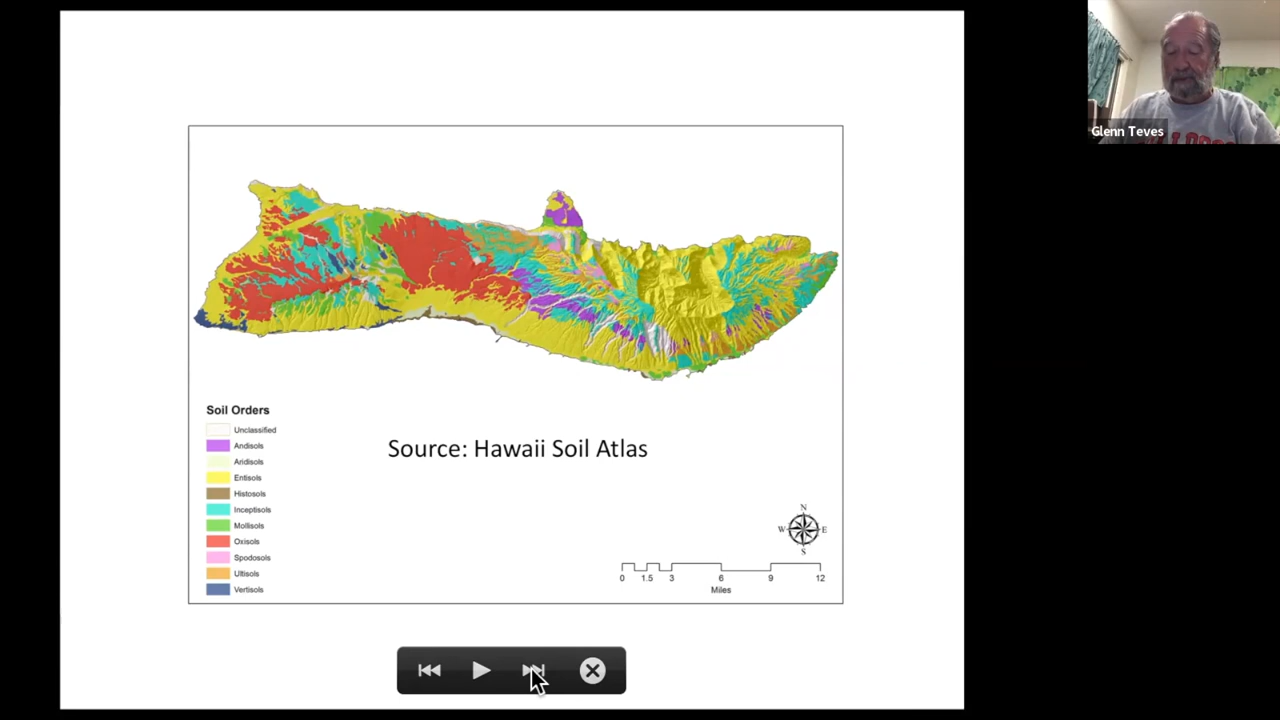 Glenn Teves
Soil Orders
Unclassified
Andisols
Aridisols
Entisols
Histosols
Inceptisols
Mollisols
Oxisols
Spodosols
Ultisols
Vertisols
Source: Hawaii Soil Atlas
N
W E
S
0 1.5 3 6 9 12
Miles